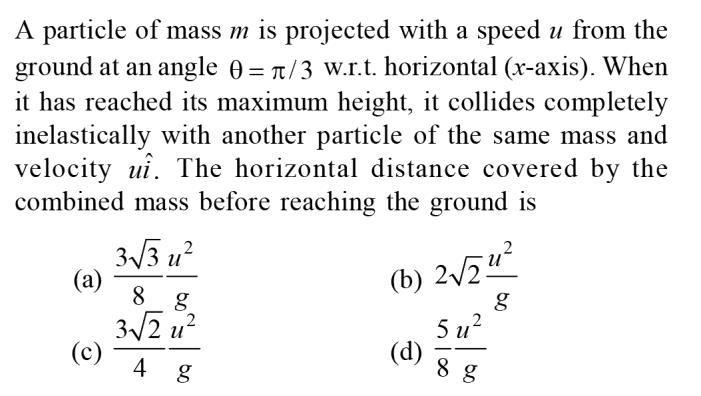 A particle of mass m is projected with a speed u from the
ground at an angle θ = π/3 w.r.t. horizontal (x-axis). When
it has reached its maximum height, it collides completely
inelastically with another particle of the same mass and
velocity uî. The horizontal distance covered by the
combined mass before reaching the ground is
(a) 3√3/8 u²/g (b) 2√2 u²/g
(c) 3√2/4 u²/g (d) 5/8 u²/g